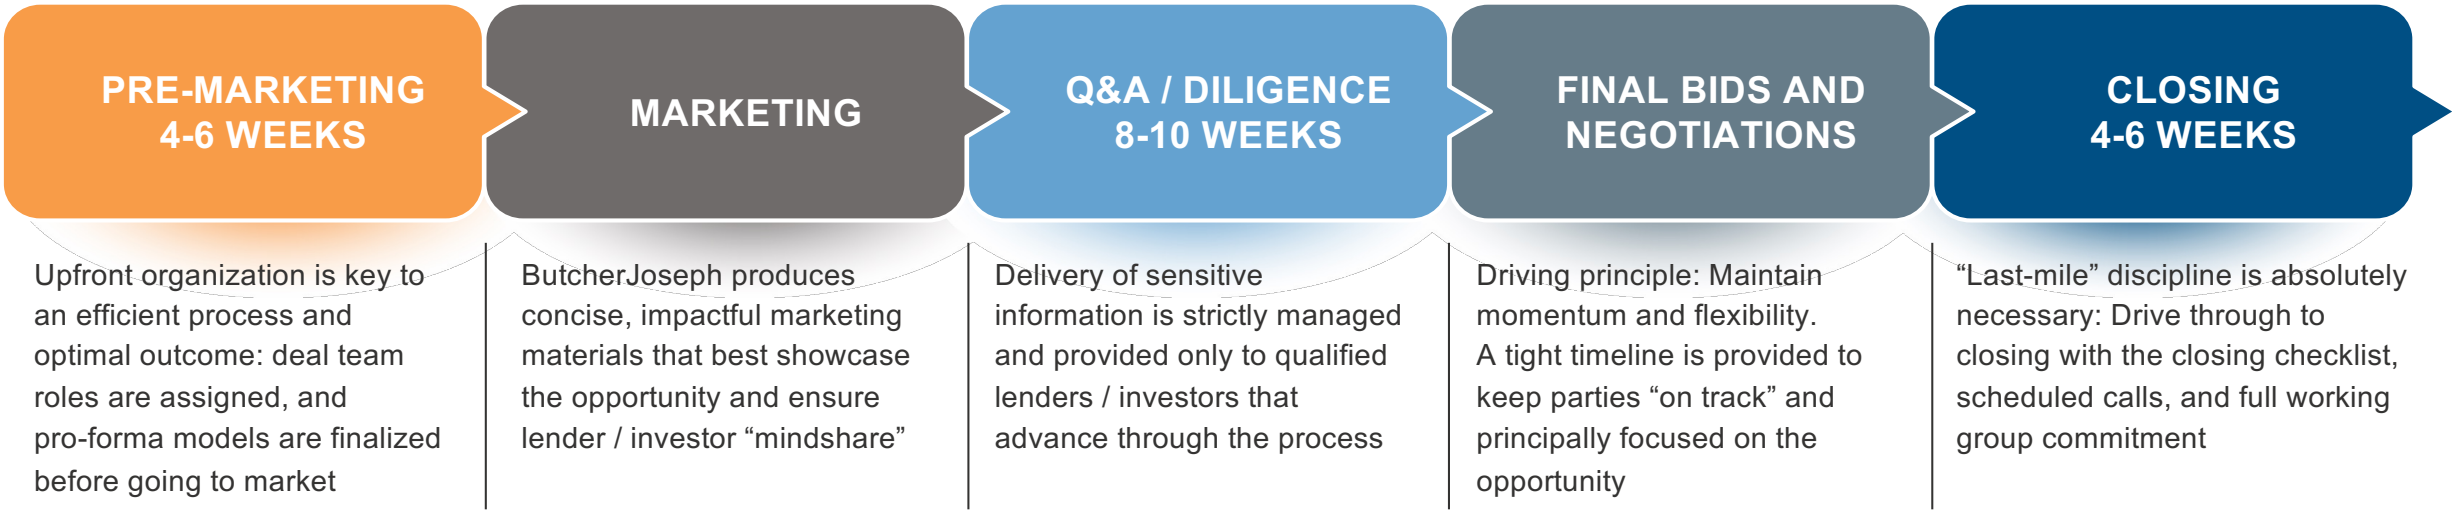 PRE-MARKETING
4-6 WEEKS
MARKETING
Q&A / DILIGENCE
8-10 WEEKS
FINAL BIDS AND
NEGOTIATIONS
CLOSING
4-6 WEEKS
Upfront organization is key to
an efficient process and
optimal outcome: deal team
roles are assigned, and
pro-forma models are finalized
before going to market
ButcherJoseph produces
concise, impactful marketing
materials that best showcase
the opportunity and ensure
lender / investor “mindshare”
Delivery of sensitive
information is strictly managed
and provided only to qualified
lenders / investors that
advance through the process
Driving principle: Maintain
momentum and flexibility.
A tight timeline is provided to
keep parties “on track” and
principally focused on the
opportunity
“Last-mile” discipline is absolutely
necessary: Drive through to
closing with the closing checklist,
scheduled calls, and full working
group commitment